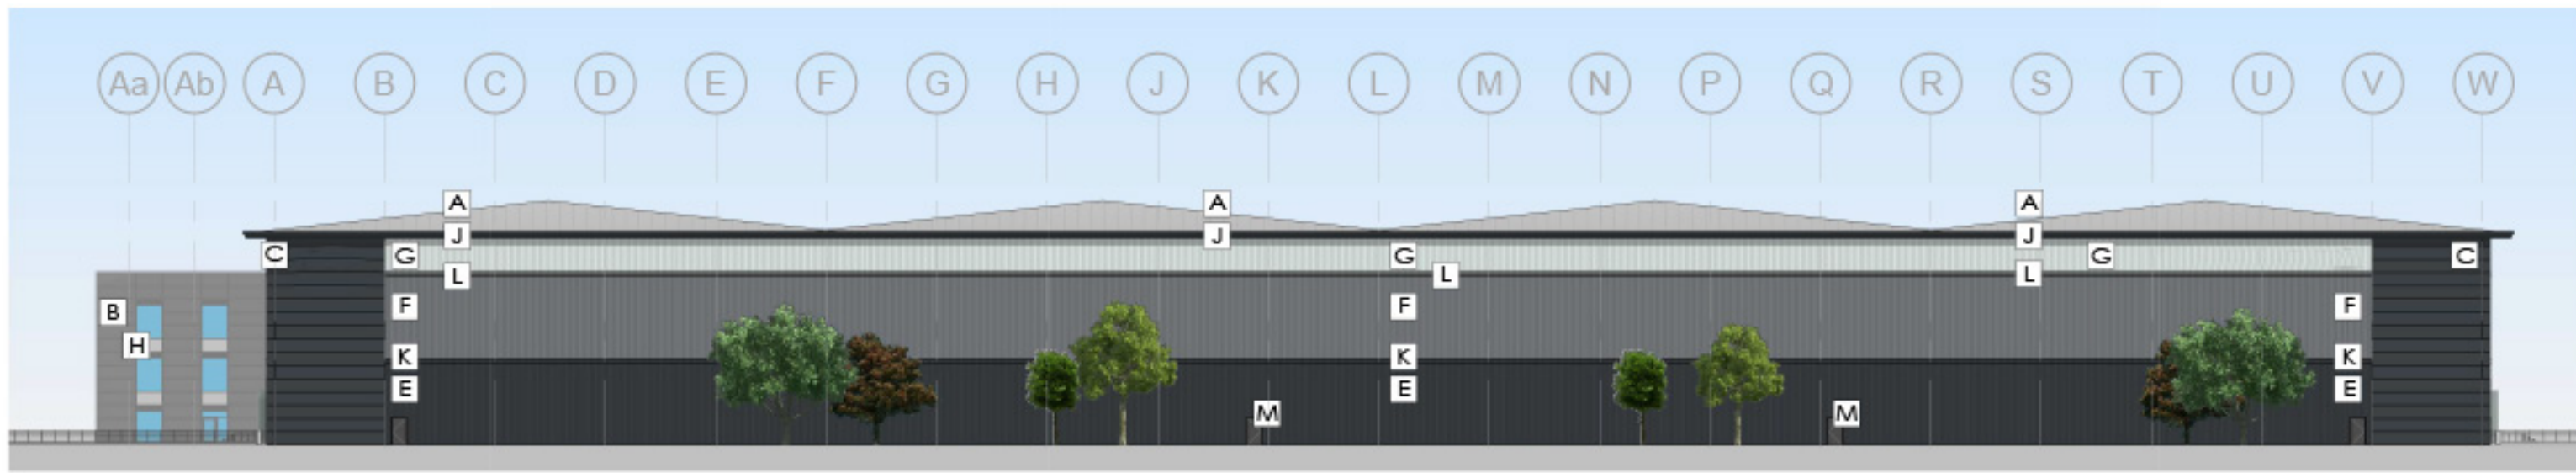 Aa Ab A B C D E F G H J K L M N P Q R S T U V W
A A A
J J J
C G G G C
L L L
B F F F
H
K K K
E E E
M M